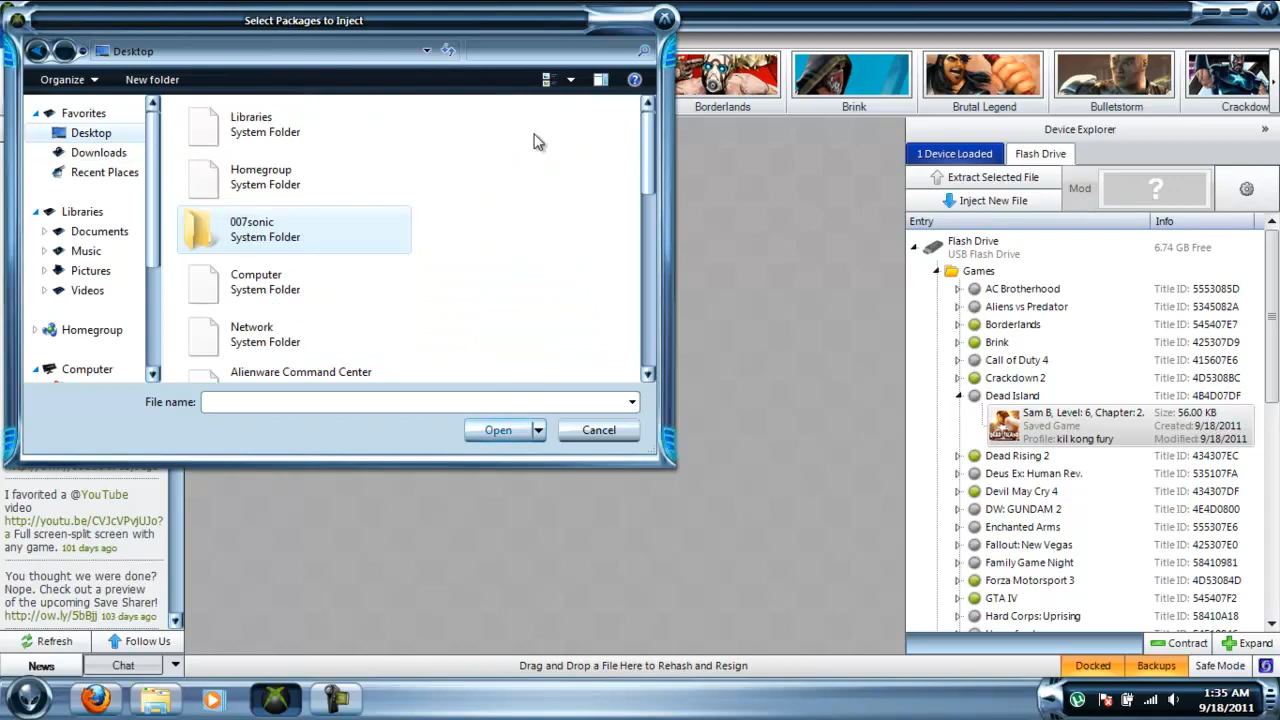 Select Packages to Inject
Desktop
Organize
New folder
Favorites
Desktop
Downloads
Recent Places
Libraries
Documents
Music
Pictures
Videos
Homegroup
Computer
Libraries
System Folder
Homegroup
System Folder
007sonic
System Folder
Computer
System Folder
Network
System Folder
Alienware Command Center
File name:
Open
Cancel
Borderlands
Brink
Brutal Legend
Bulletstorm
Crackdow
Device Explorer
1 Device Loaded
Flash Drive
Extract Selected File
Inject New File
Mod
?
Entry
Info
Flash Drive
USB Flash Drive
6.74 GB Free
Games
AC Brotherhood
Title ID: 5553085D
Aliens vs Predator
Title ID: 5345082A
Borderlands
Title ID: 545407E7
Brink
Title ID: 425307D9
Call of Duty 4
Title ID: 415607E6
Crackdown 2
Title ID: 4D5308BC
Dead Island
Title ID: 4B4D07DF
Sam B, Level: 6, Chapter: 2.
Saved Game
Profile: kil kong fury
Size: 56.00 KB
Created: 9/18/2011
Modified: 9/18/2011
Dead Rising 2
Title ID: 434307EC
Deus Ex: Human Rev.
Title ID: 535107FA
Devil May Cry 4
Title ID: 434307DF
DW: GUNDAM 2
Title ID: 4E4D0800
Enchanted Arms
Title ID: 555307E6
Fallout: New Vegas
Title ID: 425307E0
Family Game Night
Title ID: 58410981
Forza Motorsport 3
Title ID: 4D53084D
GTA IV
Title ID: 545407F2
Hard Corps: Uprising
Title ID: 58410A18
Contract
Expand
I favorited a @YouTube
video
http://youtu.be/CVJcVPvjUJo?
a Full screen-split screen with
any game. 101 days ago
You thought we were done?
Nope. Check out a preview
of the upcoming Save Sharer!
http://ow.ly/5bBjj 103 days ago
Refresh
Follow Us
News
Chat
Drag and Drop a File Here to Rehash and Resign
Docked
Backups
Safe Mode
1:35 AM
9/18/2011